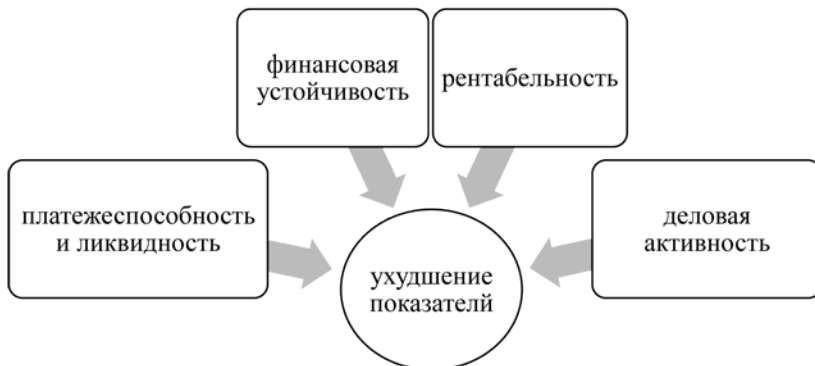 финансовая
устойчивость
рентабельность
платежеспособность
и ликвидность
деловая
активность
ухудшение
показателй